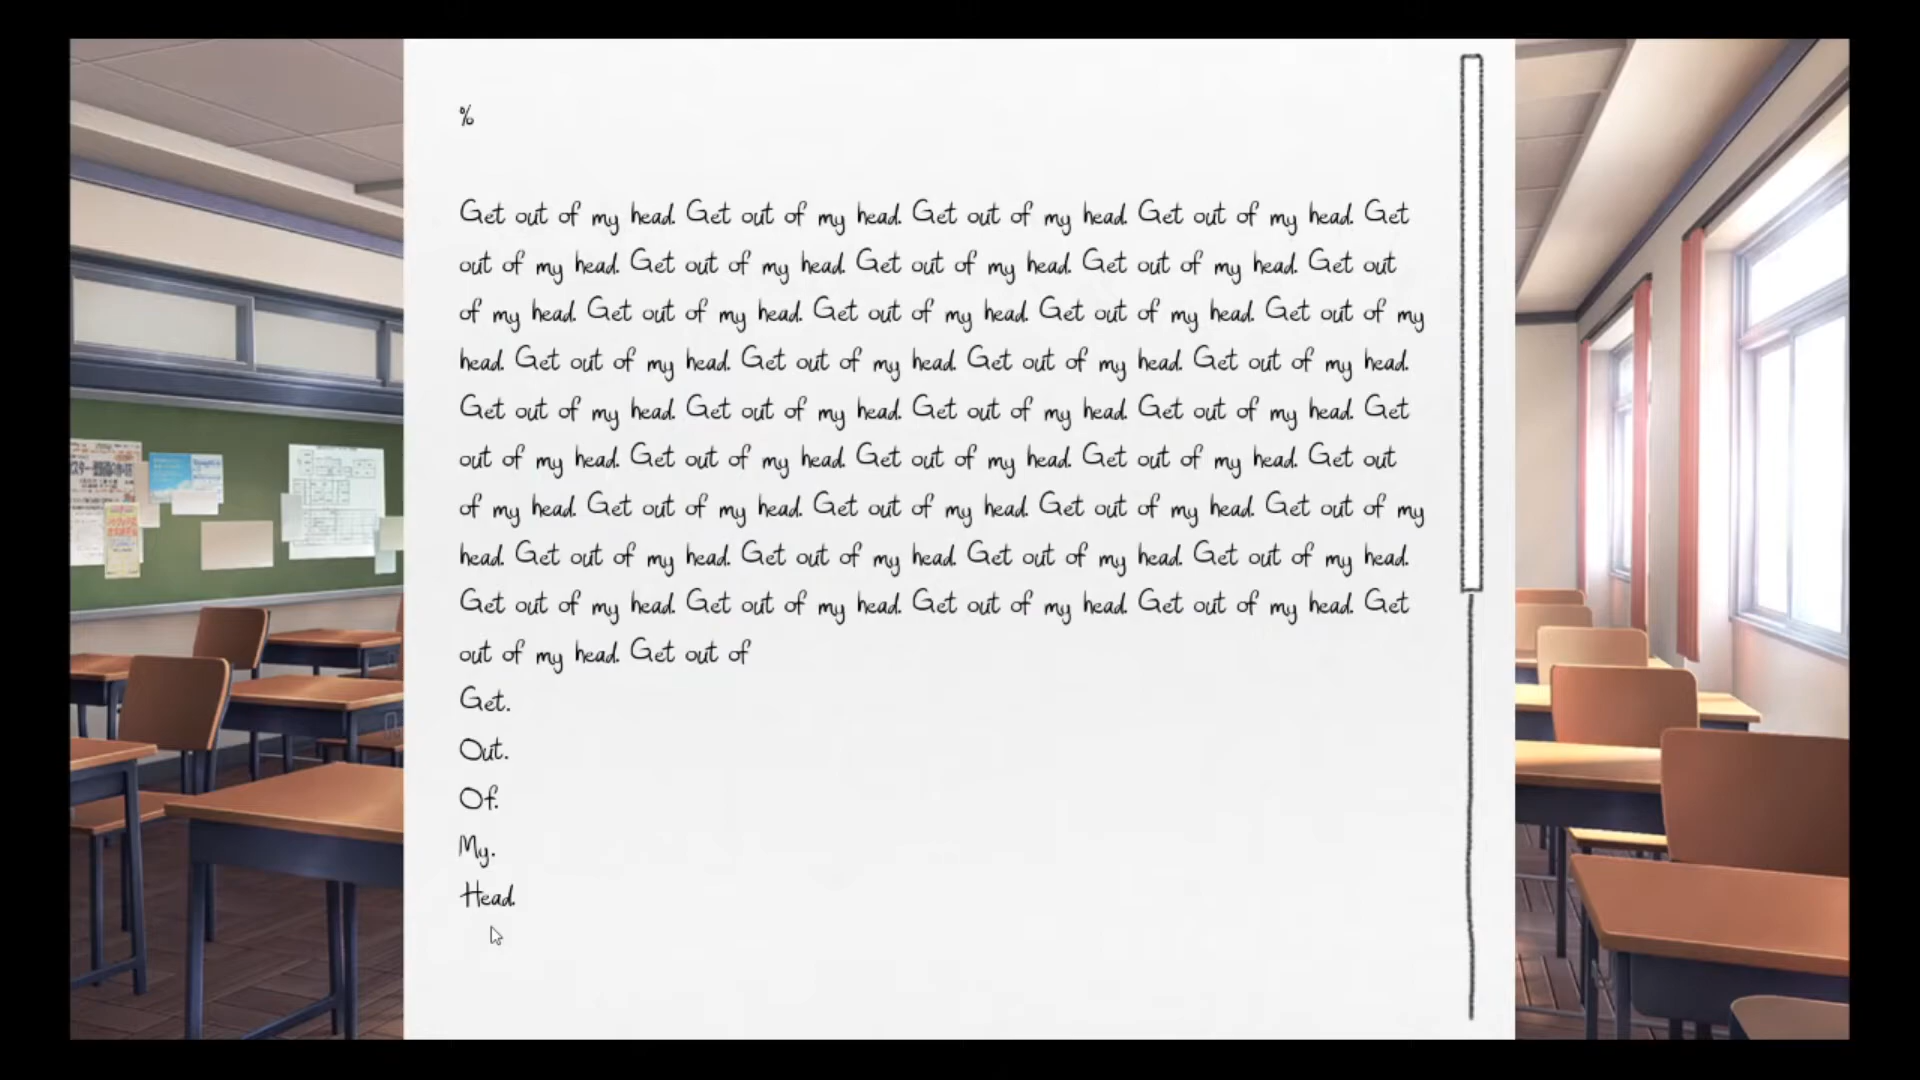 %
Get out of my head. Get out of my head. Get out of my head. Get out of my head. Get
out of my head. Get out of my head. Get out of my head. Get out of my head. Get out
of my head. Get out of my head. Get out of my head. Get out of my head. Get out of my
head. Get out of my head. Get out of my head. Get out of my head. Get out of my head.
Get out of my head. Get out of my head. Get out of my head. Get out of my head. Get
out of my head. Get out of my head. Get out of my head. Get out of my head. Get out
of my head. Get out of my head. Get out of my head. Get out of my head. Get out of my
head. Get out of my head. Get out of my head. Get out of my head. Get out of my head.
Get out of my head. Get out of my head. Get out of my head. Get out of my head. Get
out of my head. Get out of
Get.
Out.
Of.
My.
Head.